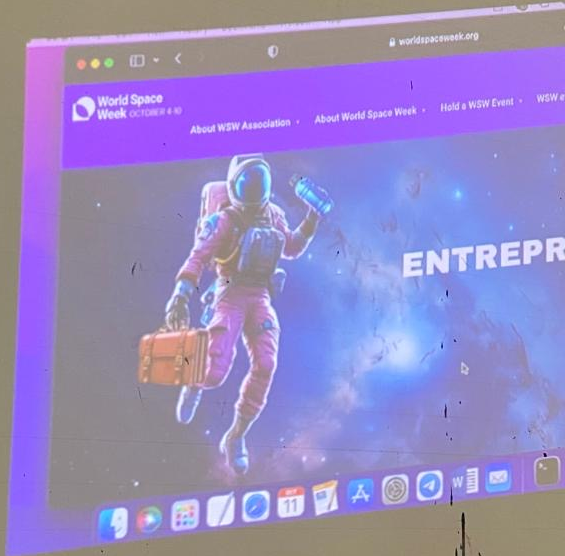 worldspaceweek.org
World Space
Week OCTOBER 4-10
About WSW Association
About World Space Week
Hold a WSW Event
WSW e
ENTREPR
11
W